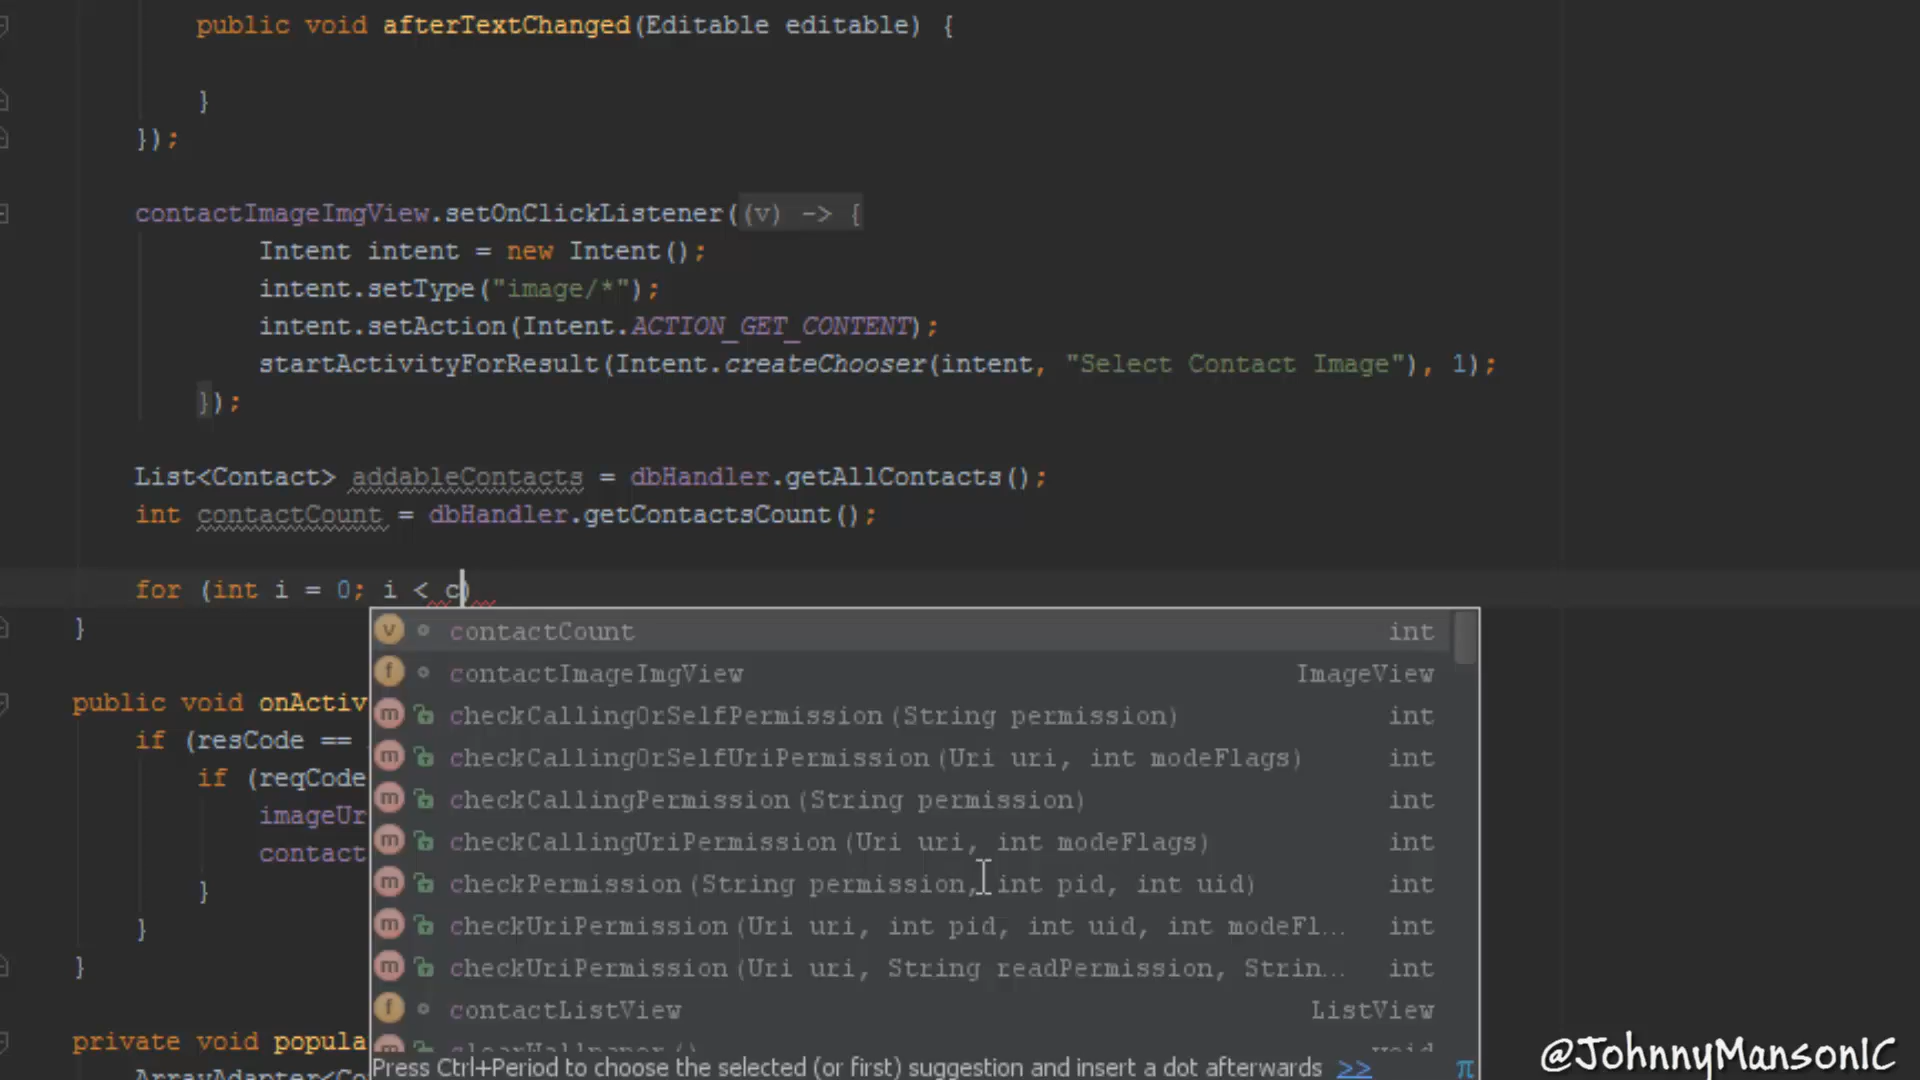 public void afterTextChanged(Editable editable) {
}
});
contactImageImgView.setOnClickListener((v) -> {
Intent intent = new Intent();
intent.setType("image/*");
intent.setAction(Intent.ACTION_GET_CONTENT);
startActivityForResult(Intent.createChooser(intent, "Select Contact Image"), 1);
});
List<Contact> addableContacts = dbHandler.getAllContacts();
int contactCount = dbHandler.getContactsCount();
for (int i = 0; i < c)
}
v contactCount int
f contactImageImgView ImageView
m checkCallingOrSelfPermission(String permission) int
m checkCallingOrSelfUriPermission(Uri uri, int modeFlags) int
m checkCallingPermission(String permission) int
m checkCallingUriPermission(Uri uri, int modeFlags) int
m checkPermission(String permission, int pid, int uid) int
m checkUriPermission(Uri uri, int pid, int uid, int modeFl... int
m checkUriPermission(Uri uri, String readPermission, Strin... int
f contactListView ListView
m clearWallpaper() void
Press Ctrl+Period to choose the selected (or first) suggestion and insert a dot afterwards >> π
public void onActiv
if (resCode ==
if (reqCode
imageUr
contact
}
}
}
private void popula
ArrayAdapter<Co
@JohnnyMansonIC